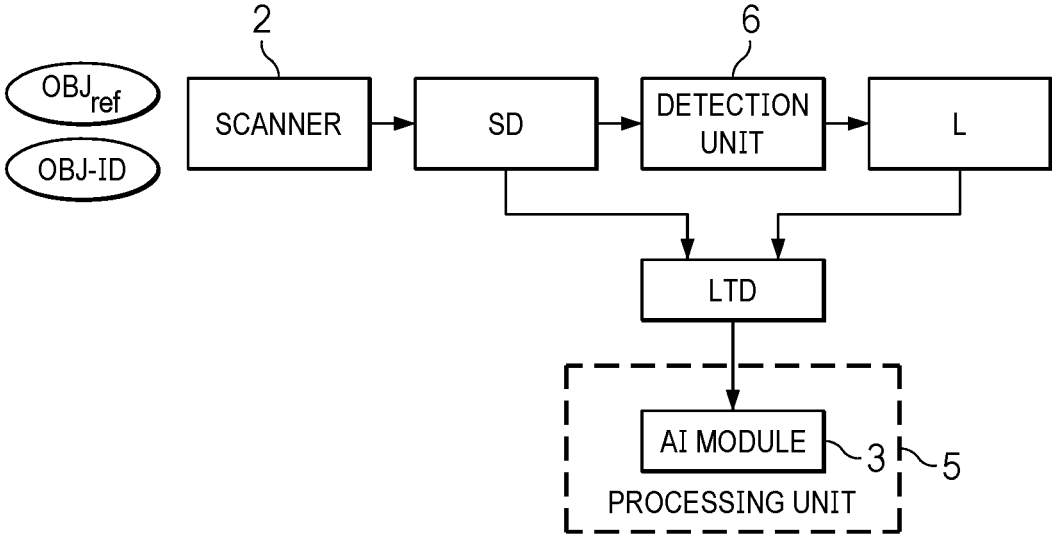 2
6
OBJref
SCANNER
SD
DETECTION
UNIT
L
OBJ-ID
LTD
AI MODULE
3
5
PROCESSING UNIT